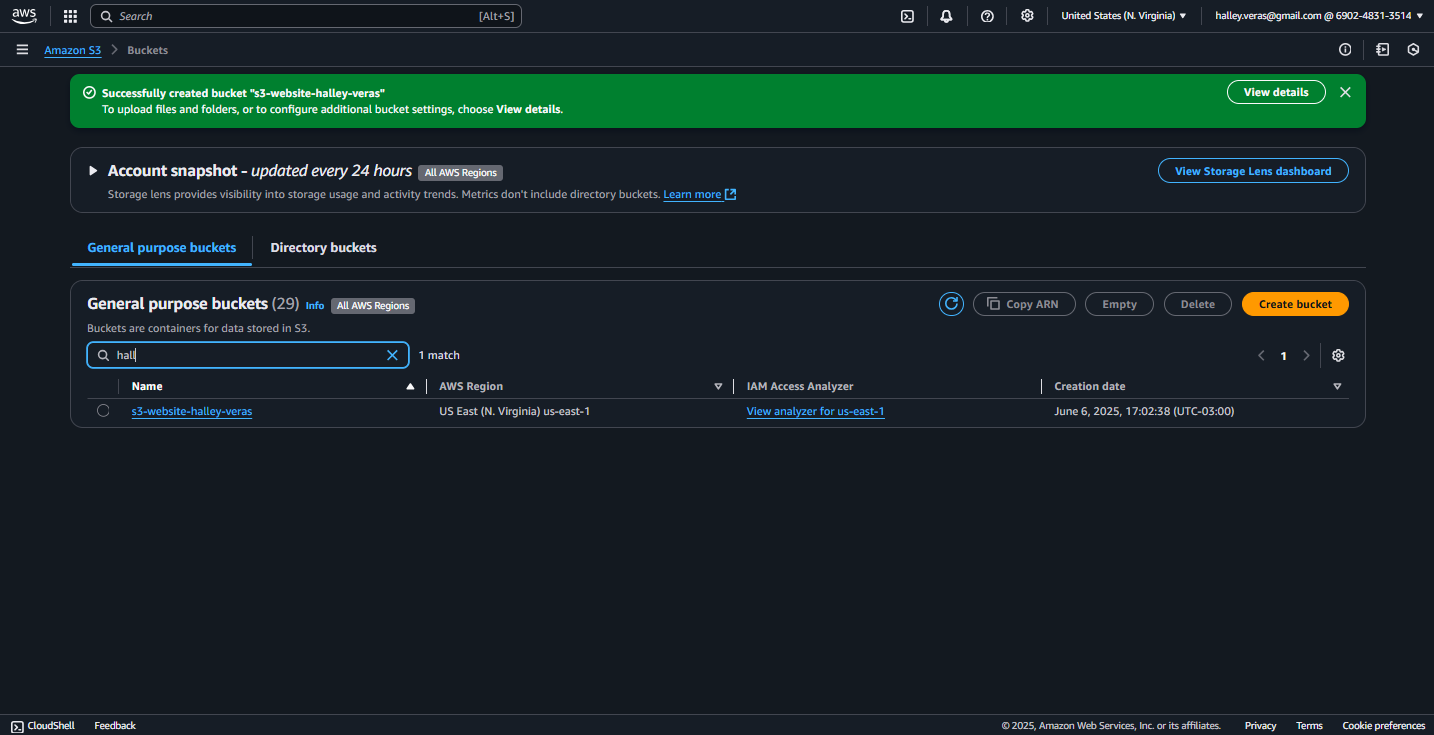 aws Search [Alt+S] United States (N. Virginia) halley.veras@gmail.com @ 6902-4831-3514
Amazon S3 Buckets
Successfully created bucket "s3-website-halley-veras" View details
To upload files and folders, or to configure additional bucket settings, choose View details.
Account snapshot - updated every 24 hours All AWS Regions View Storage Lens dashboard
Storage lens provides visibility into storage usage and activity trends. Metrics don't include directory buckets. Learn more
General purpose buckets Directory buckets
General purpose buckets (29) Info All AWS Regions Copy ARN Empty Delete Create bucket
Buckets are containers for data stored in S3.
hall 1 match 1
Name AWS Region IAM Access Analyzer Creation date
s3-website-halley-veras US East (N. Virginia) us-east-1 View analyzer for us-east-1 June 6, 2025, 17:02:38 (UTC-03:00)
CloudShell Feedback © 2025, Amazon Web Services, Inc. or its affiliates. Privacy Terms Cookie preferences